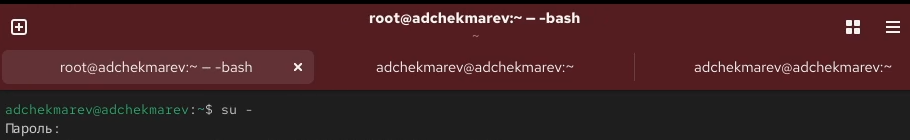 root@adchekmarev:~ — -bash
~
root@adchekmarev:~ — -bash
adchekmarev@adchekmarev:~
adchekmarev@adchekmarev:~
adchekmarev@adchekmarev:~$ su -
Пароль: